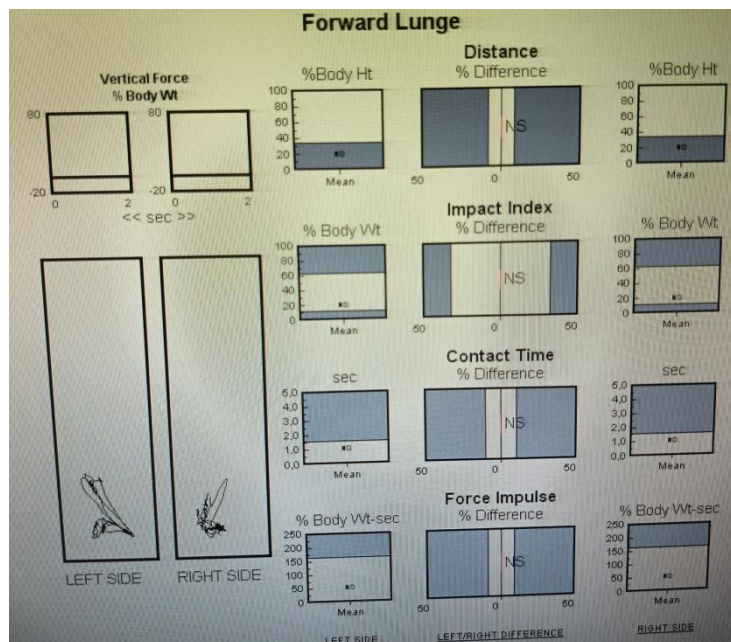 Forward Lunge
Vertical Force
% Body Wt
80
-20
0
2
80
-20
0
2
<< sec >>
LEFT SIDE
RIGHT SIDE
Distance
%Body Ht
100
80
60
40
20
0
Mean
% Difference
NS
50
0
50
%Body Ht
100
80
60
40
20
0
Mean
Impact Index
% Body Wt
100
80
60
40
20
0
Mean
% Difference
NS
50
0
50
% Body Wt
100
80
60
40
20
0
Mean
Contact Time
sec
5,0
4,0
3,0
2,0
1,0
0,0
Mean
% Difference
NS
50
0
50
sec
5,0
4,0
3,0
2,0
1,0
0,0
Mean
Force Impulse
% Body Wt-sec
250
200
150
100
50
0
Mean
% Difference
NS
50
0
50
% Body Wt-sec
250
200
150
100
50
0
Mean
LEFT SIDE
LEFT/RIGHT DIFFERENCE
RIGHT SIDE